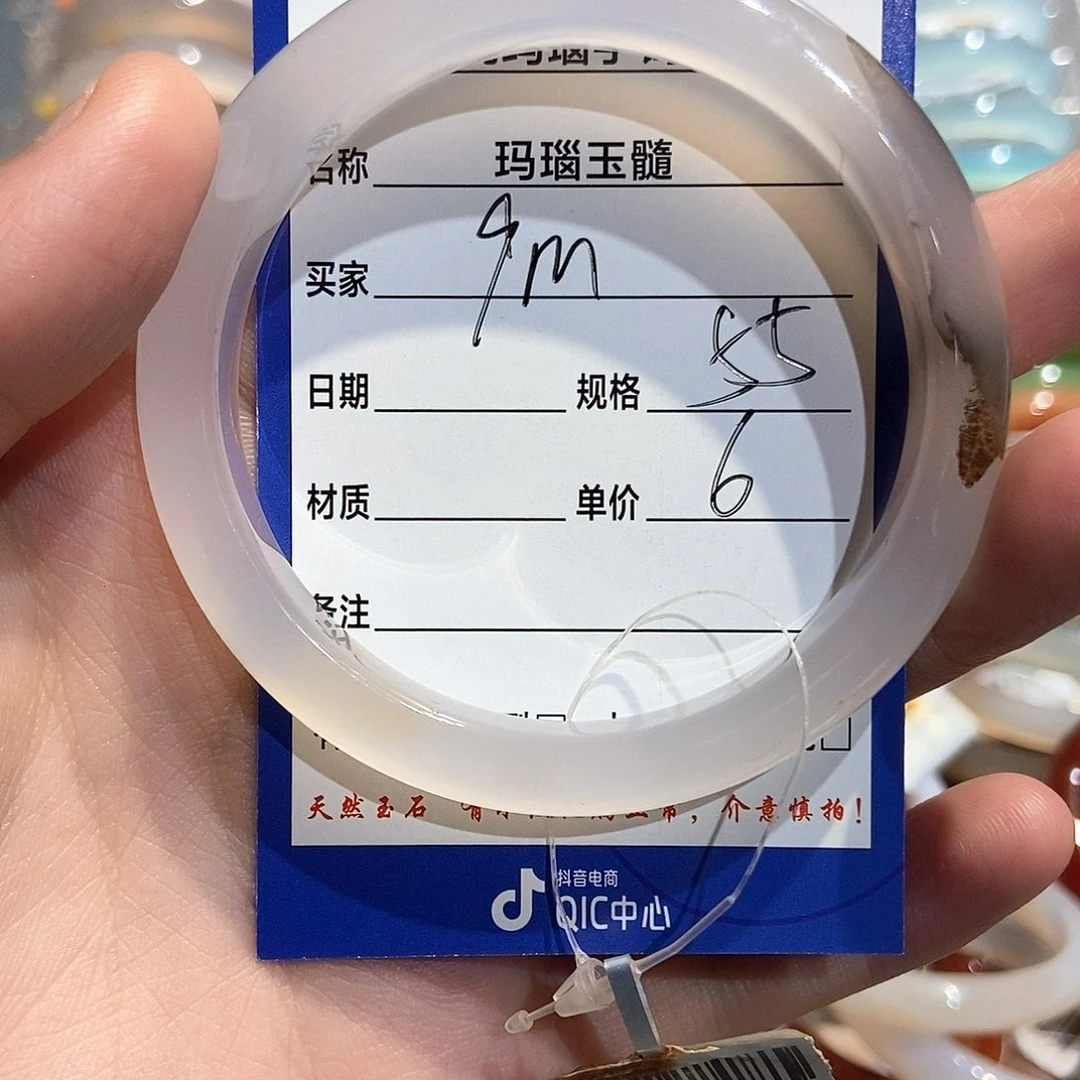 名称 玛瑙玉髓
买家 9m
日期 规格 55
材质 单价 6
备注
天然玉石 介意慎拍!
抖音电商
QIC中心